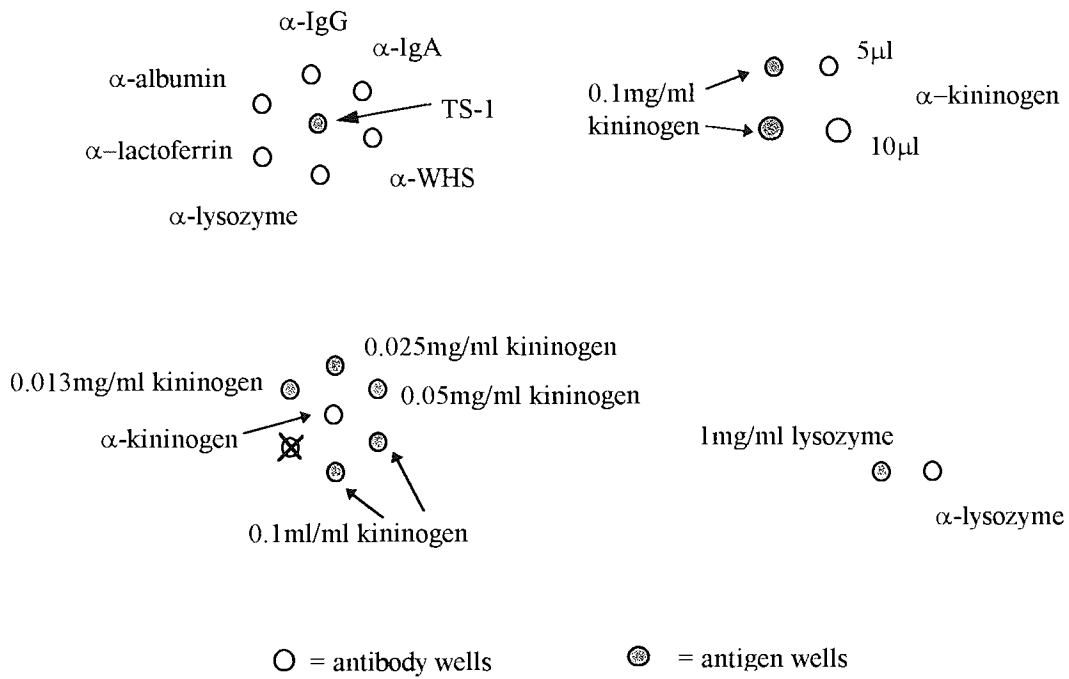 α-IgG
α-IgA
α-albumin
TS-1
α–lactoferrin
α-WHS
α-lysozyme
5µl
0.1mg/ml
kininogen
α–kininogen
10µl
0.025mg/ml kininogen
0.013mg/ml kininogen
0.05mg/ml kininogen
α-kininogen
0.1ml/ml kininogen
1mg/ml lysozyme
α-lysozyme
= antibody wells
= antigen wells